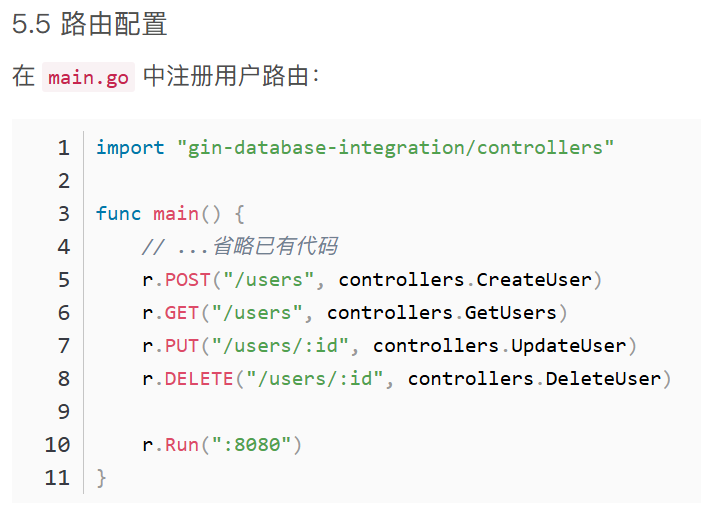 5.5 路由配置
在 main.go 中注册用户路由：
1 import "gin-database-integration/controllers"
2
3 func main() {
4     // ...省略已有代码
5     r.POST("/users", controllers.CreateUser)
6     r.GET("/users", controllers.GetUsers)
7     r.PUT("/users/:id", controllers.UpdateUser)
8     r.DELETE("/users/:id", controllers.DeleteUser)
9
10     r.Run(":8080")
11 }